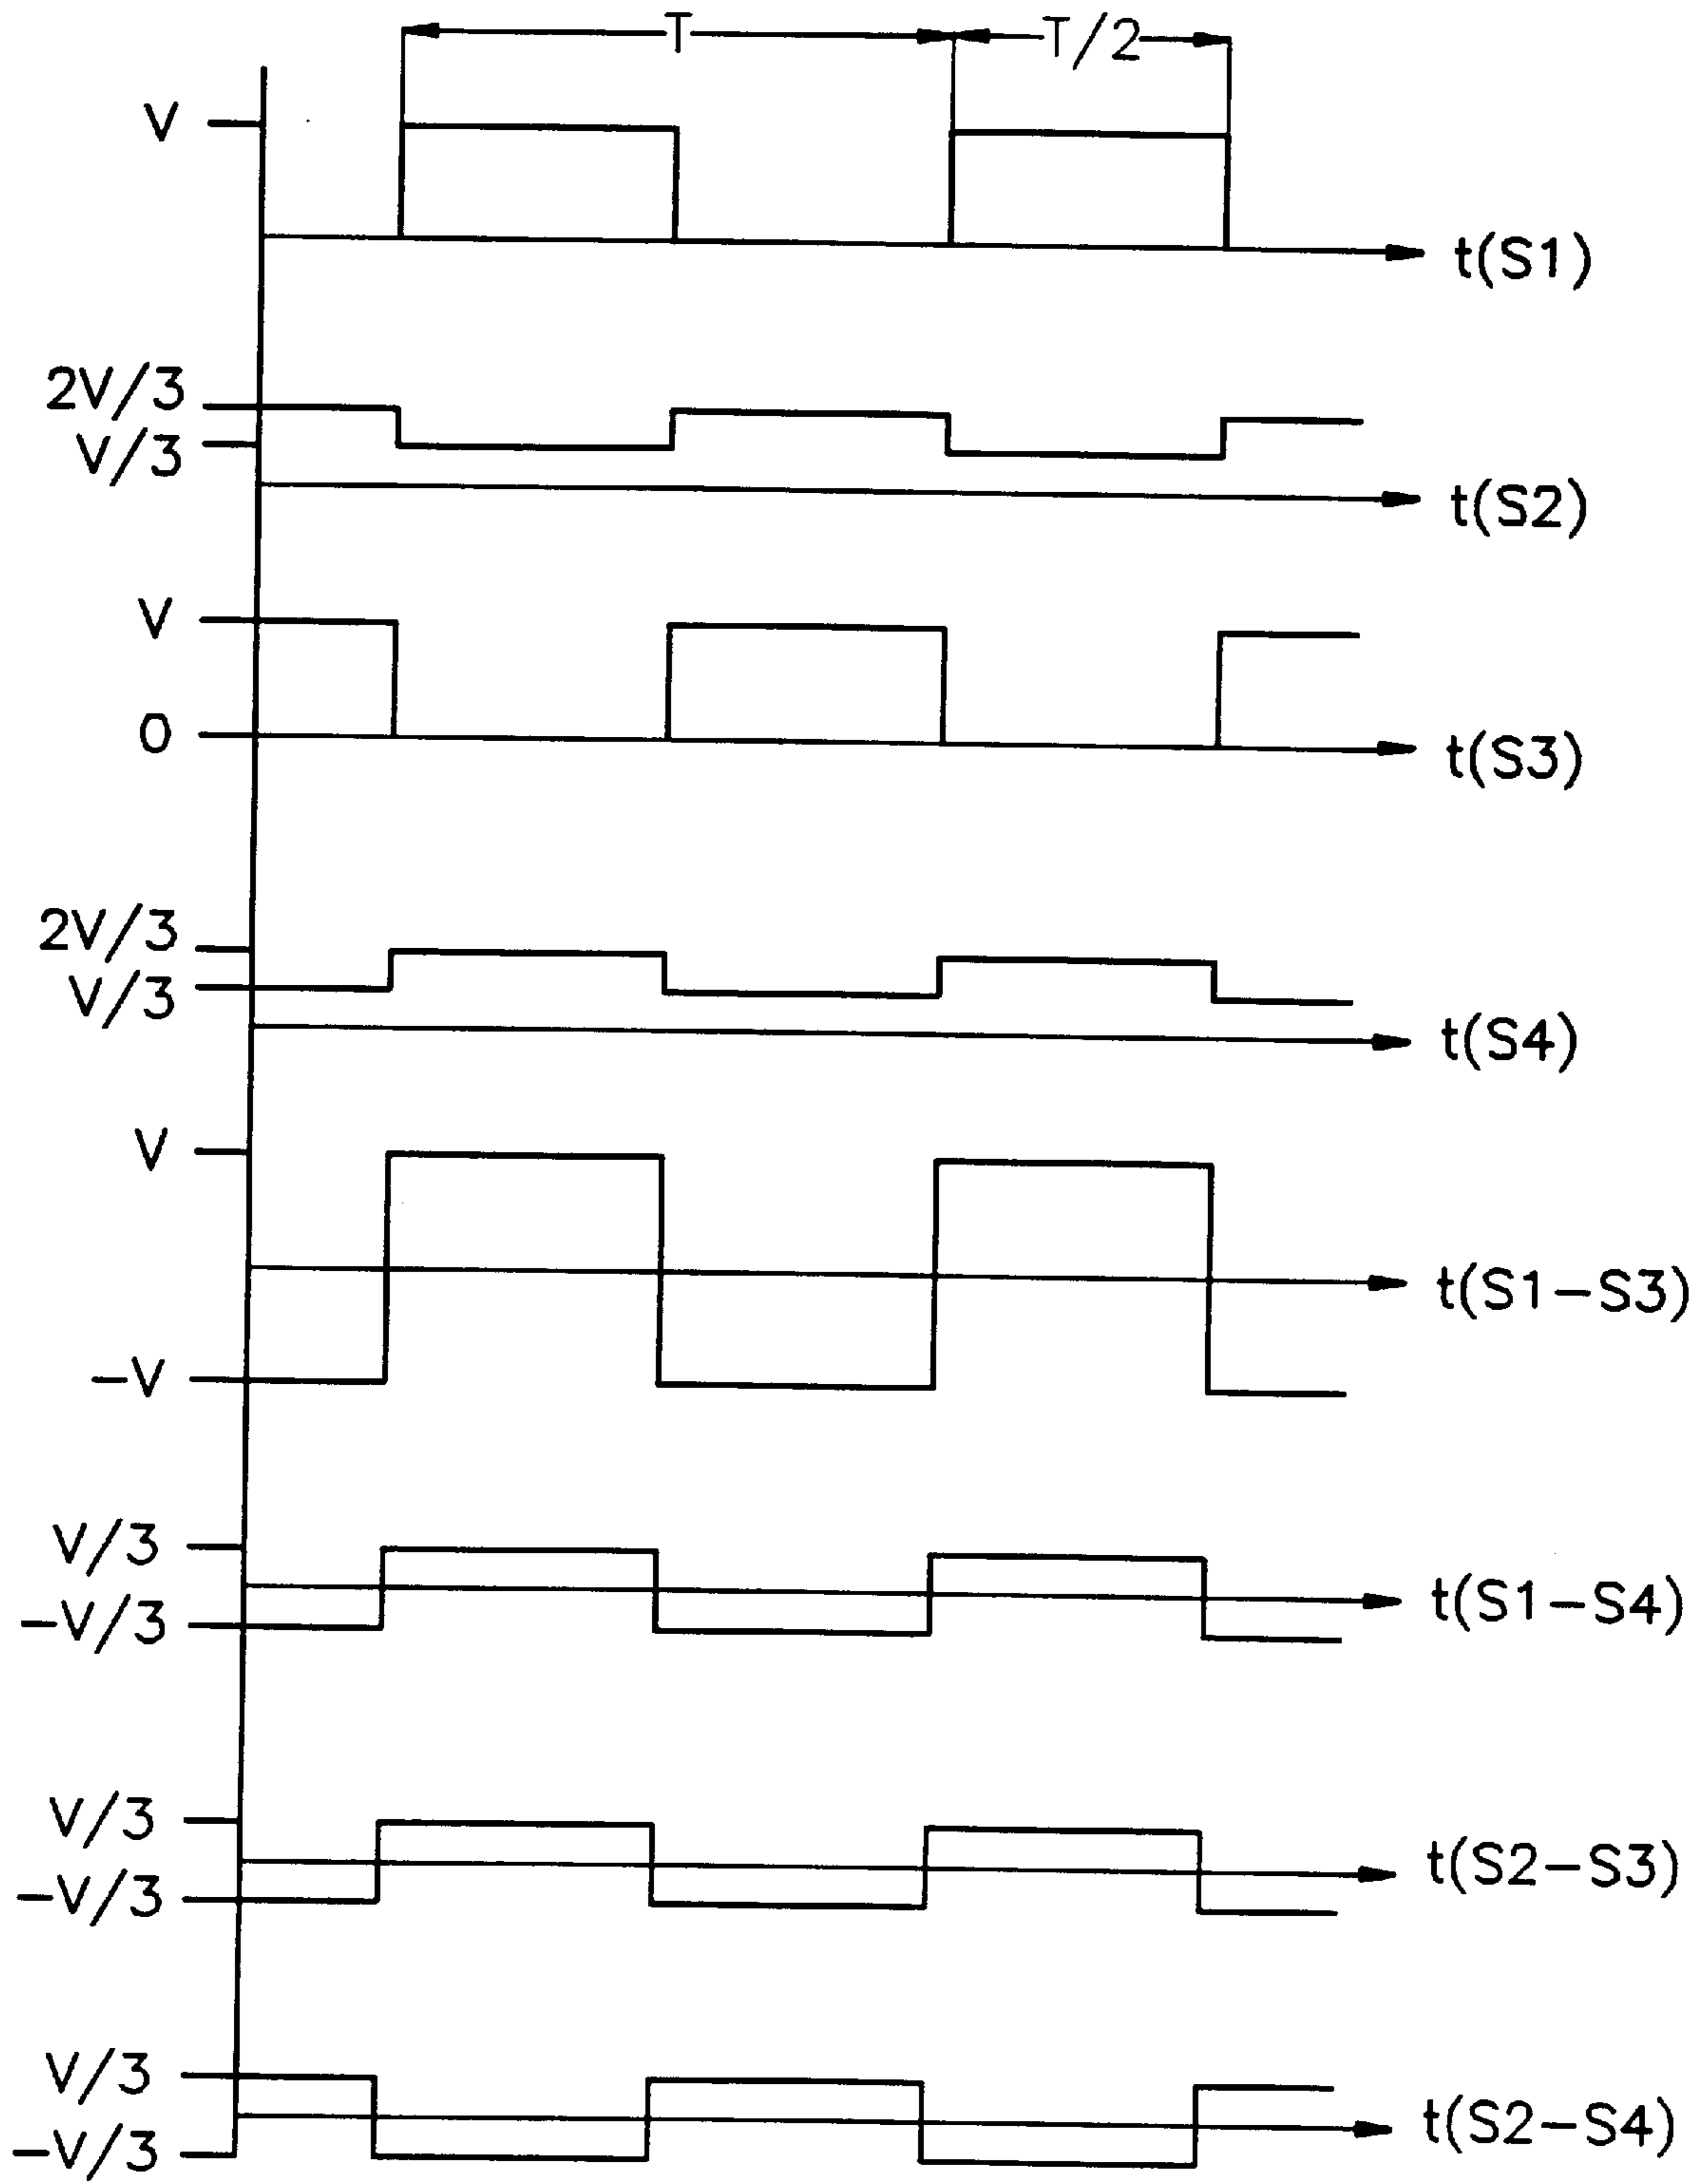 T
T/2
V
t(S1)
2V/3
V/3
t(S2)
V
0
t(S3)
2V/3
V/3
t(S4)
V
t(S1-S3)
-V
V/3
t(S1-S4)
-V/3
V/3
t(S2-S3)
-V/3
V/3
t(S2-S4)
-V/3